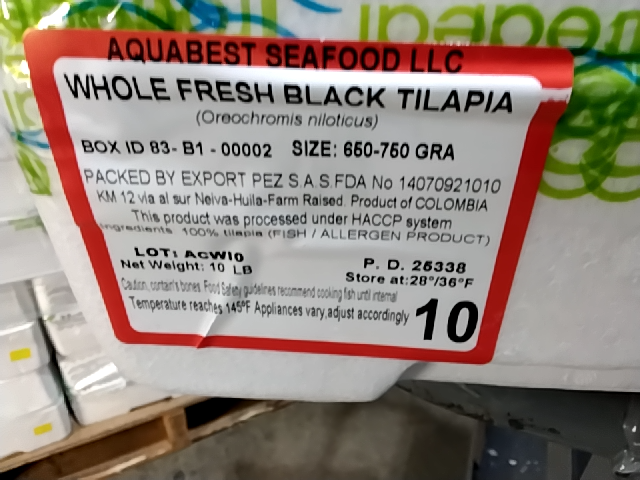 AQUABEST SEAFOOD LLC
WHOLE FRESH BLACK TILAPIA
(Oreochromis niloticus)
BOX ID 83- B1 - 00002 SIZE: 650-750 GRA
PACKED BY EXPORT PEZ S.A.S.FDA No 14070921010
KM 12 via al sur Neiva-Huila-Farm Raised. Product of COLOMBIA
This product was processed under HACCP system
Ingredients 100% tilapia (FISH / ALLERGEN PRODUCT)
LOT: ACW10
P. D. 25338
Net Weight: 10 LB
Store at:28°/36°F
Caution, contain's bones. Food Safety guidelines recommend cooking fish until internal
Temperature reaches 145ºF Appliances vary,adjust accordingly
10